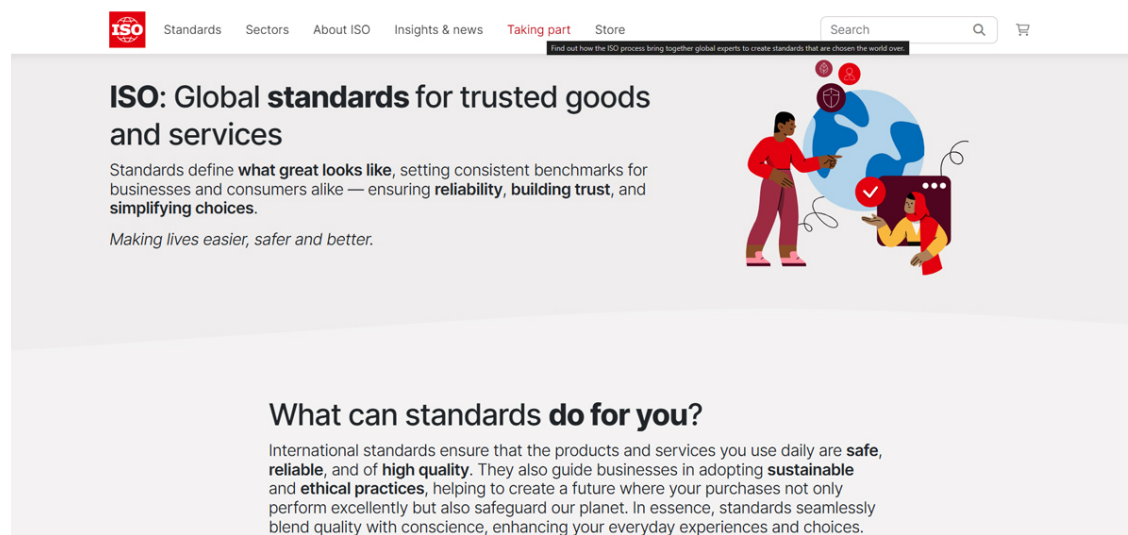 ISO
Standards
Sectors
About ISO
Insights & news
Taking part
Store
Search
Find out how the ISO process bring together global experts to create standards that are chosen the world over.
ISO: Global standards for trusted goods
and services
Standards define what great looks like, setting consistent benchmarks for
businesses and consumers alike — ensuring reliability, building trust, and
simplifying choices.
Making lives easier, safer and better.
What can standards do for you?
International standards ensure that the products and services you use daily are safe,
reliable, and of high quality. They also guide businesses in adopting sustainable
and ethical practices, helping to create a future where your purchases not only
perform excellently but also safeguard our planet. In essence, standards seamlessly
blend quality with conscience, enhancing your everyday experiences and choices.